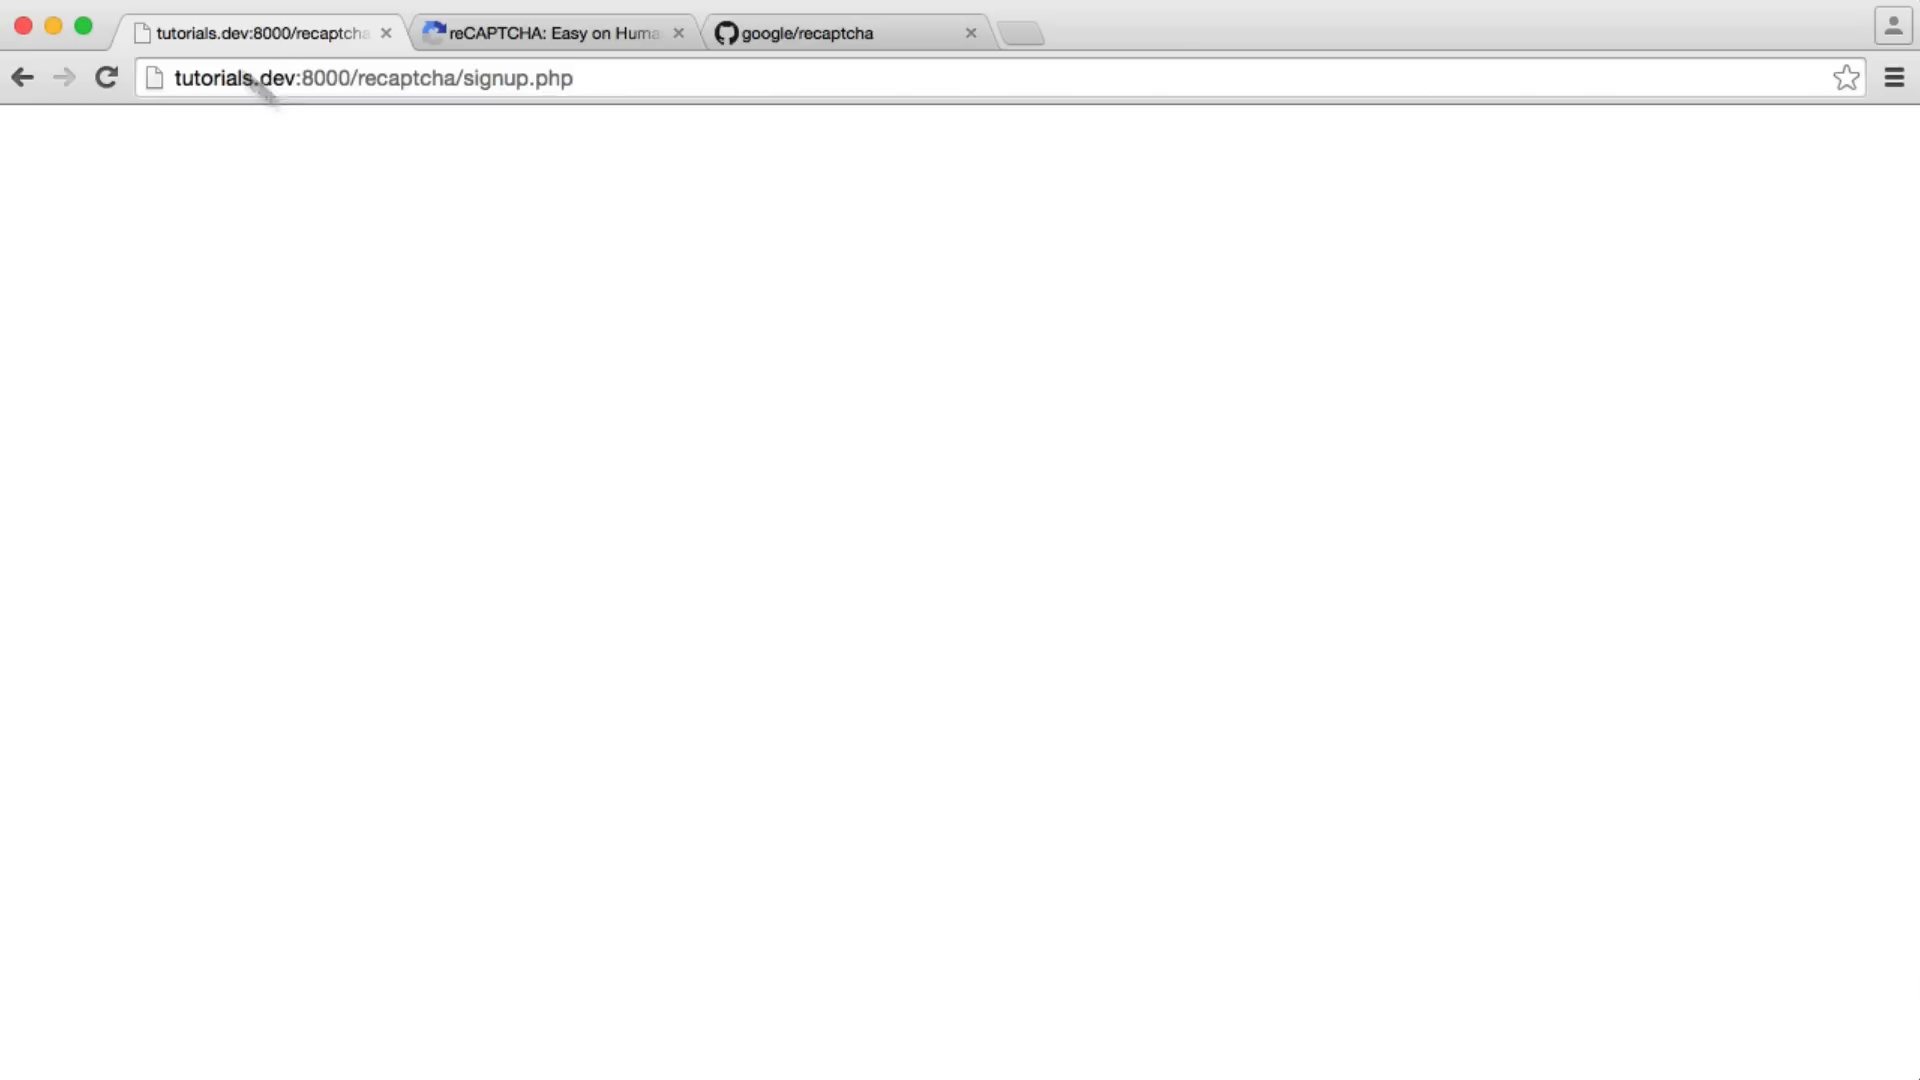 tutorials.dev:8000/recaptcha
reCAPTCHA: Easy on Huma
google/recaptcha
tutorials.dev:8000/recaptcha/signup.php